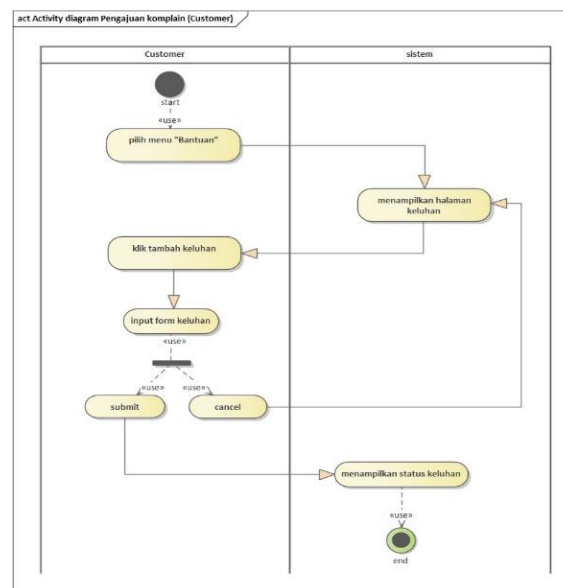 act Activity diagram Pengajuan komplain (Customer)
Customer
sistem
start
«use»
pilih menu "Bantuan"
menampilkan halaman
keluhan
klik tambah keluhan
input form keluhan
«use»
«use»
«use»
submit
cancel
menampilkan status keluhan
«use»
end